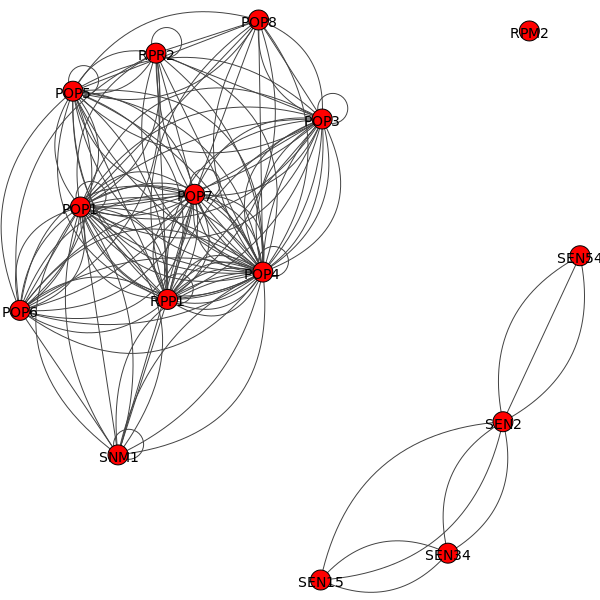 POP8
RPM2
RPR2
POP5
POP3
POP7
POP1
SEN54
POP4
RPP1
POP6
SEN2
SNM1
SEN34
SEN15